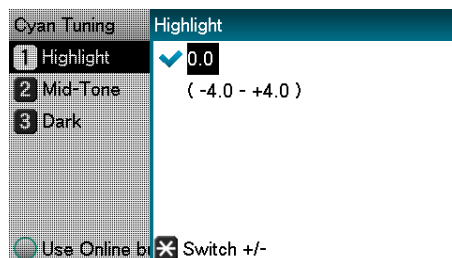 Cyan Tuning
1 Highlight
2 Mid-Tone
3 Dark
Use Online b
Highlight
0.0
( -4.0 - +4.0 )
Switch +/-